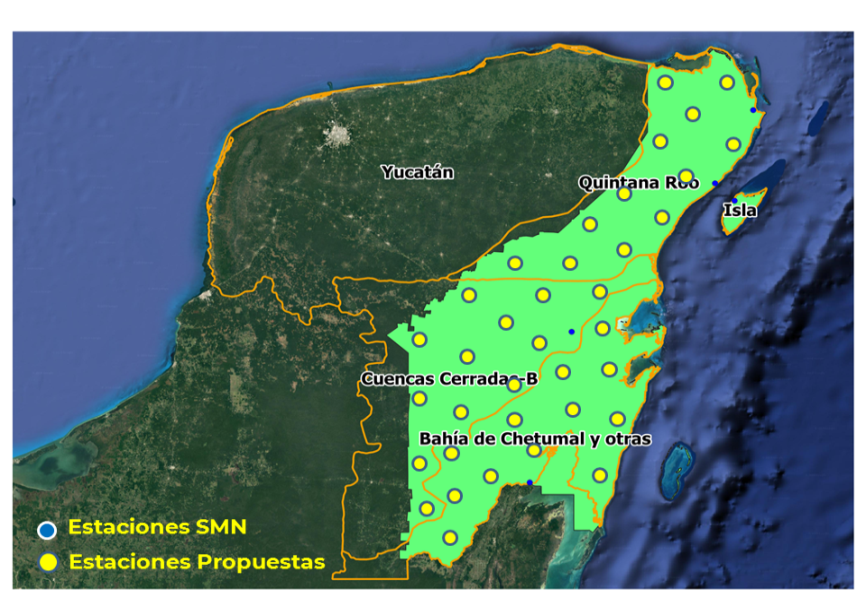 Yucatán
Quintana Roo
Isla
Cuencas Cerradas-B
Bahía de Chetumal y otras
Estaciones SMN
Estaciones Propuestas